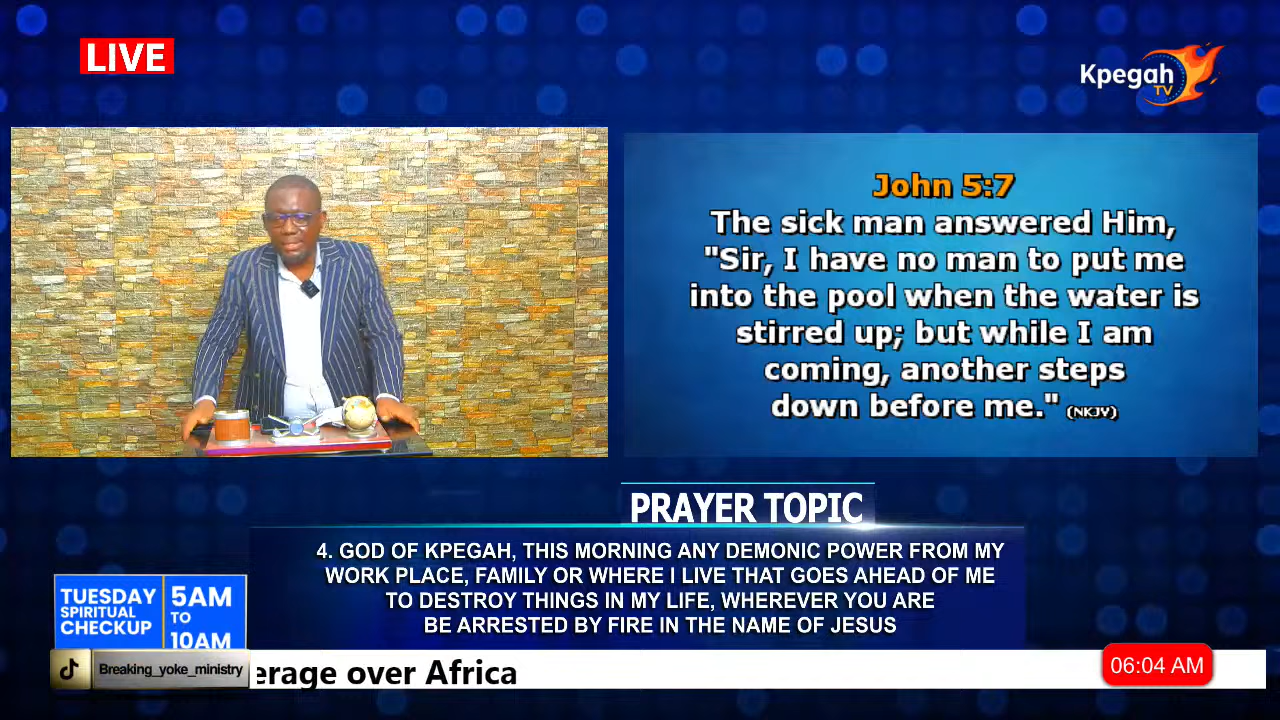 LIVE
Kpegah
TV
John 5:7
The sick man answered Him,
"Sir, I have no man to put me
into the pool when the water is
stirred up; but while I am
coming, another steps
down before me." (NKJV)
PRAYER TOPIC
4. GOD OF KPEGAH, THIS MORNING ANY DEMONIC POWER FROM MY
WORK PLACE, FAMILY OR WHERE I LIVE THAT GOES AHEAD OF ME
TO DESTROY THINGS IN MY LIFE, WHEREVER YOU ARE
BE ARRESTED BY FIRE IN THE NAME OF JESUS
TUESDAY
SPIRITUAL
CHECKUP
5AM
TO
10AM
Breaking_yoke_ministry
erage over Africa
06:04 AM